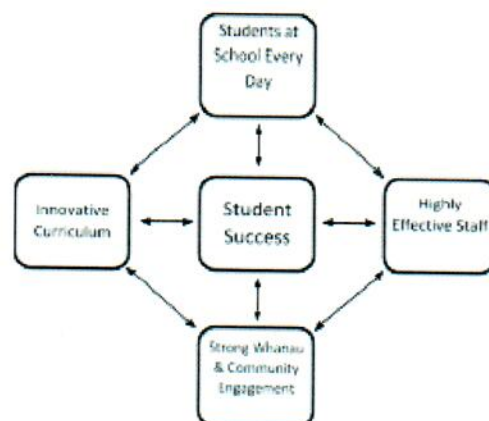 Students at
School Every
Day
Innovative
Curriculum
Student
Success
Highly
Effective Staff
Strong Whanau
& Community
Engagement